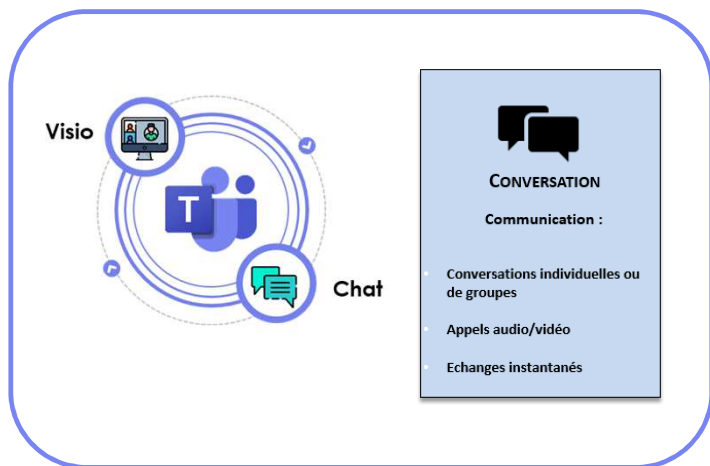 Visio
T
Chat
CONVERSATION
Communication :
Conversations individuelles ou
de groupes
Appels audio/vidéo
Echanges instantanés